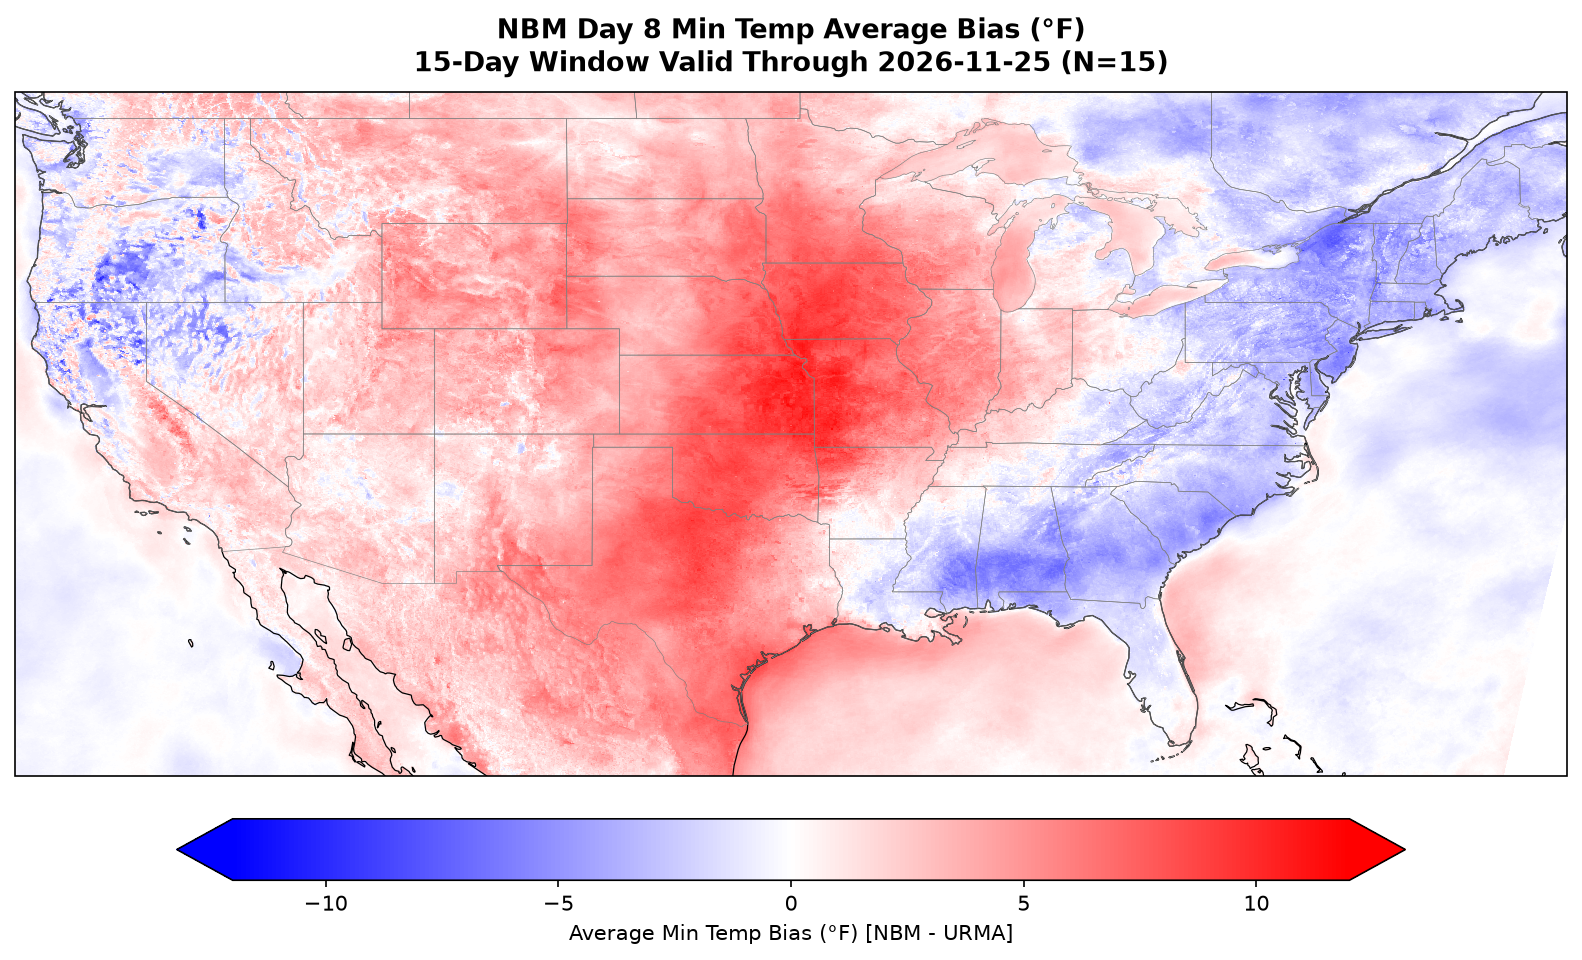 NBM Day 8 Min Temp Average Bias (°F)
15-Day Window Valid Through 2026-11-25 (N=15)
−10 −5 0 5 10
Average Min Temp Bias (°F) [NBM - URMA]